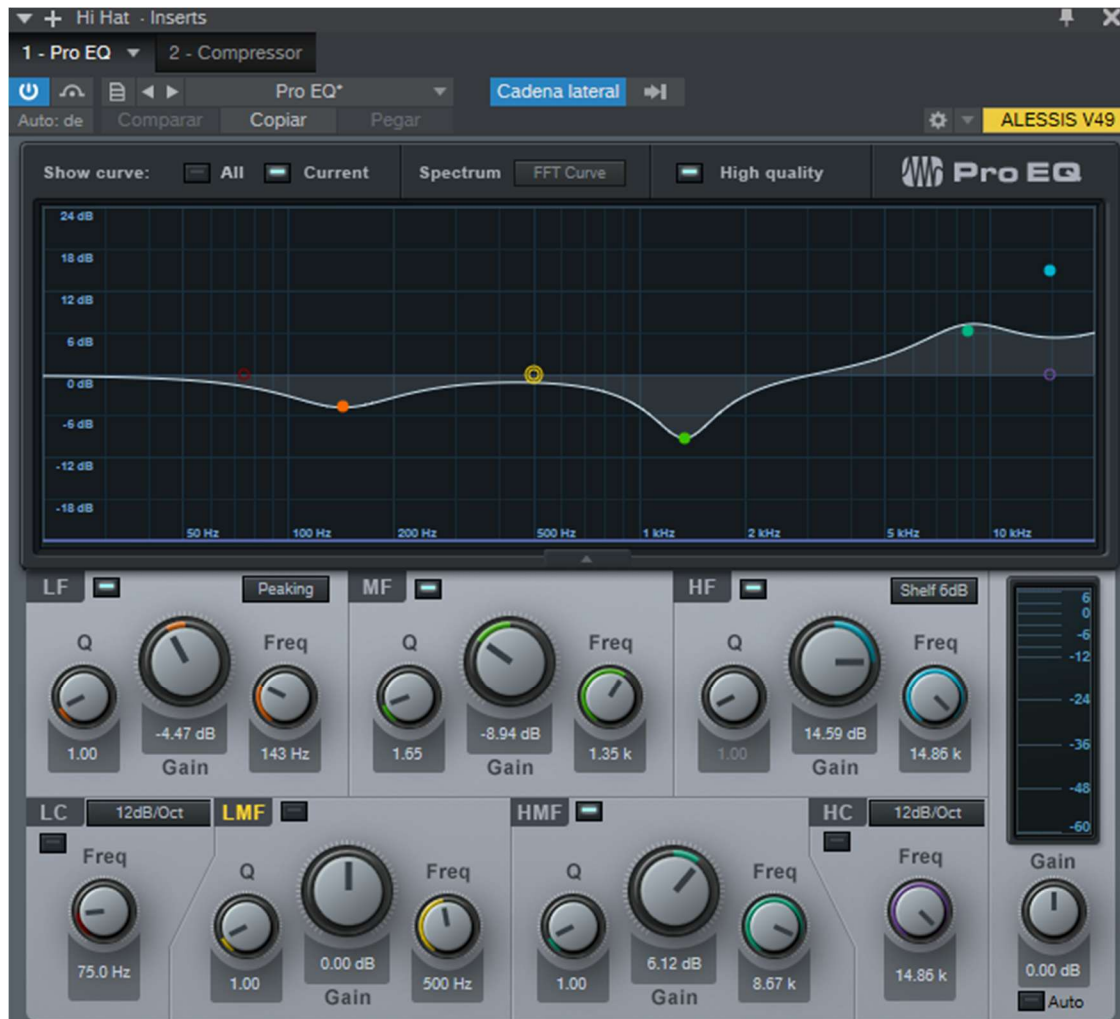 Hi Hat - Inserts
1 - Pro EQ 2 - Compressor
Pro EQ* Cadena lateral
Auto: de Comparar Copiar Pegar ALESSIS V49
Show curve: All Current Spectrum FFT Curve High quality Pro EQ
24 dB
18 dB
12 dB
6 dB
0 dB
-6 dB
-12 dB
-18 dB
50 Hz 100 Hz 200 Hz 500 Hz 1 kHz 2 kHz 5 kHz 10 kHz
LF Peaking
Q Freq
1.00 -4.47 dB 143 Hz
Gain
MF
Q Freq
1.65 -8.94 dB 1.35 k
Gain
HF Shelf 6dB
Q Freq
1.00 14.59 dB 14.86 k
Gain
6
0
-6
-12
-24
-36
-48
-60
LC 12dB/Oct
Freq
75.0 Hz
LMF
Q Freq
1.00 0.00 dB 500 Hz
Gain
HMF
Q Freq
1.00 6.12 dB 8.67 k
Gain
HC 12dB/Oct
Freq
14.86 k
Gain
0.00 dB
Auto